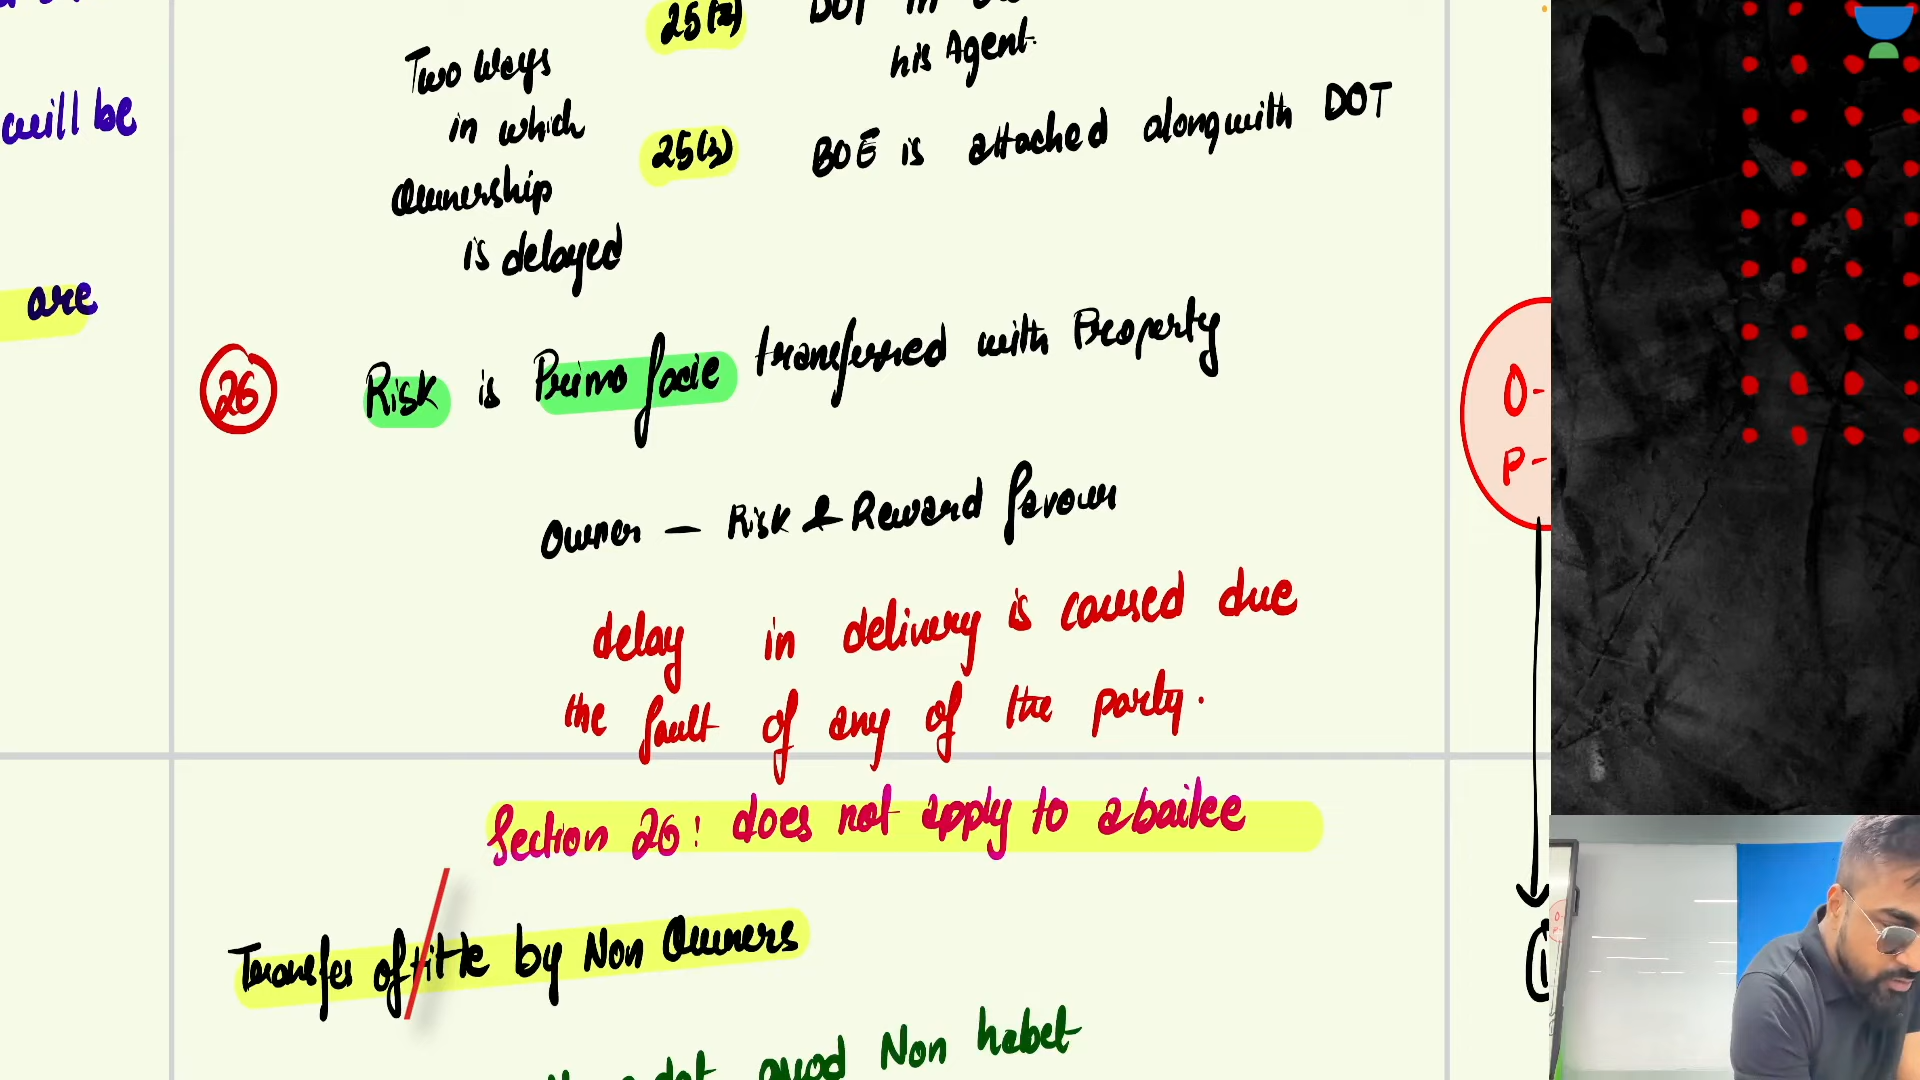 will be
are
25(2)
his Agent.
Two Ways
in which
Ownership
is delayed
25(3) BOE is attached alongwith DOT
26 Risk is Prima facie transferred with Property
Owner — Risk & Reward favour
delay in delivery is caused due
the fault of any of the party.
Section 26: does not apply to a bailee
Transfer of title by Non Owners
quod Non habet
O-
P-